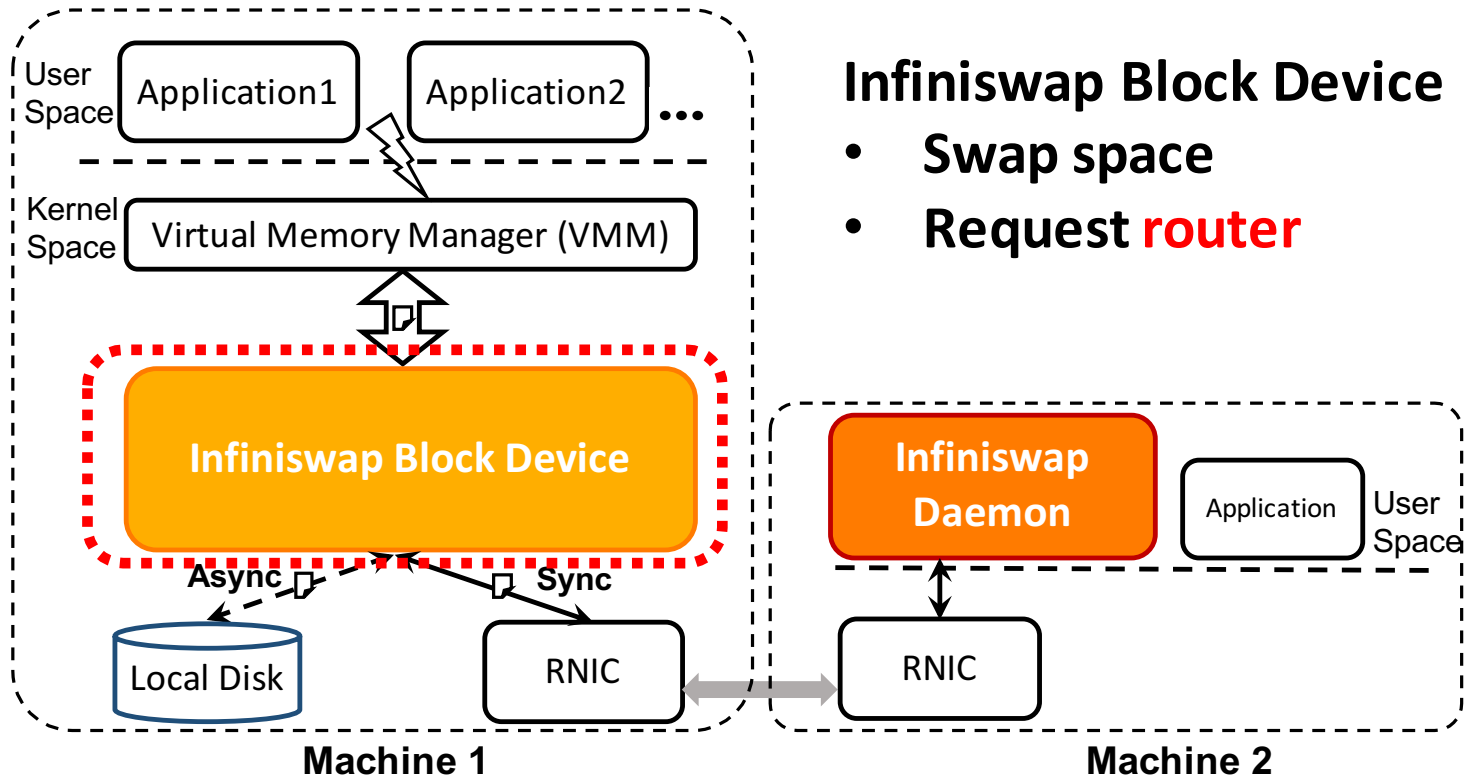 User
Space
Application1
Application2
...
Kernel
Space
Virtual Memory Manager (VMM)
Infiniswap Block Device
Async
Sync
Local Disk
RNIC
Machine 1
Infiniswap Block Device
• Swap space
• Request router
Infiniswap
Daemon
Application
User
Space
RNIC
Machine 2